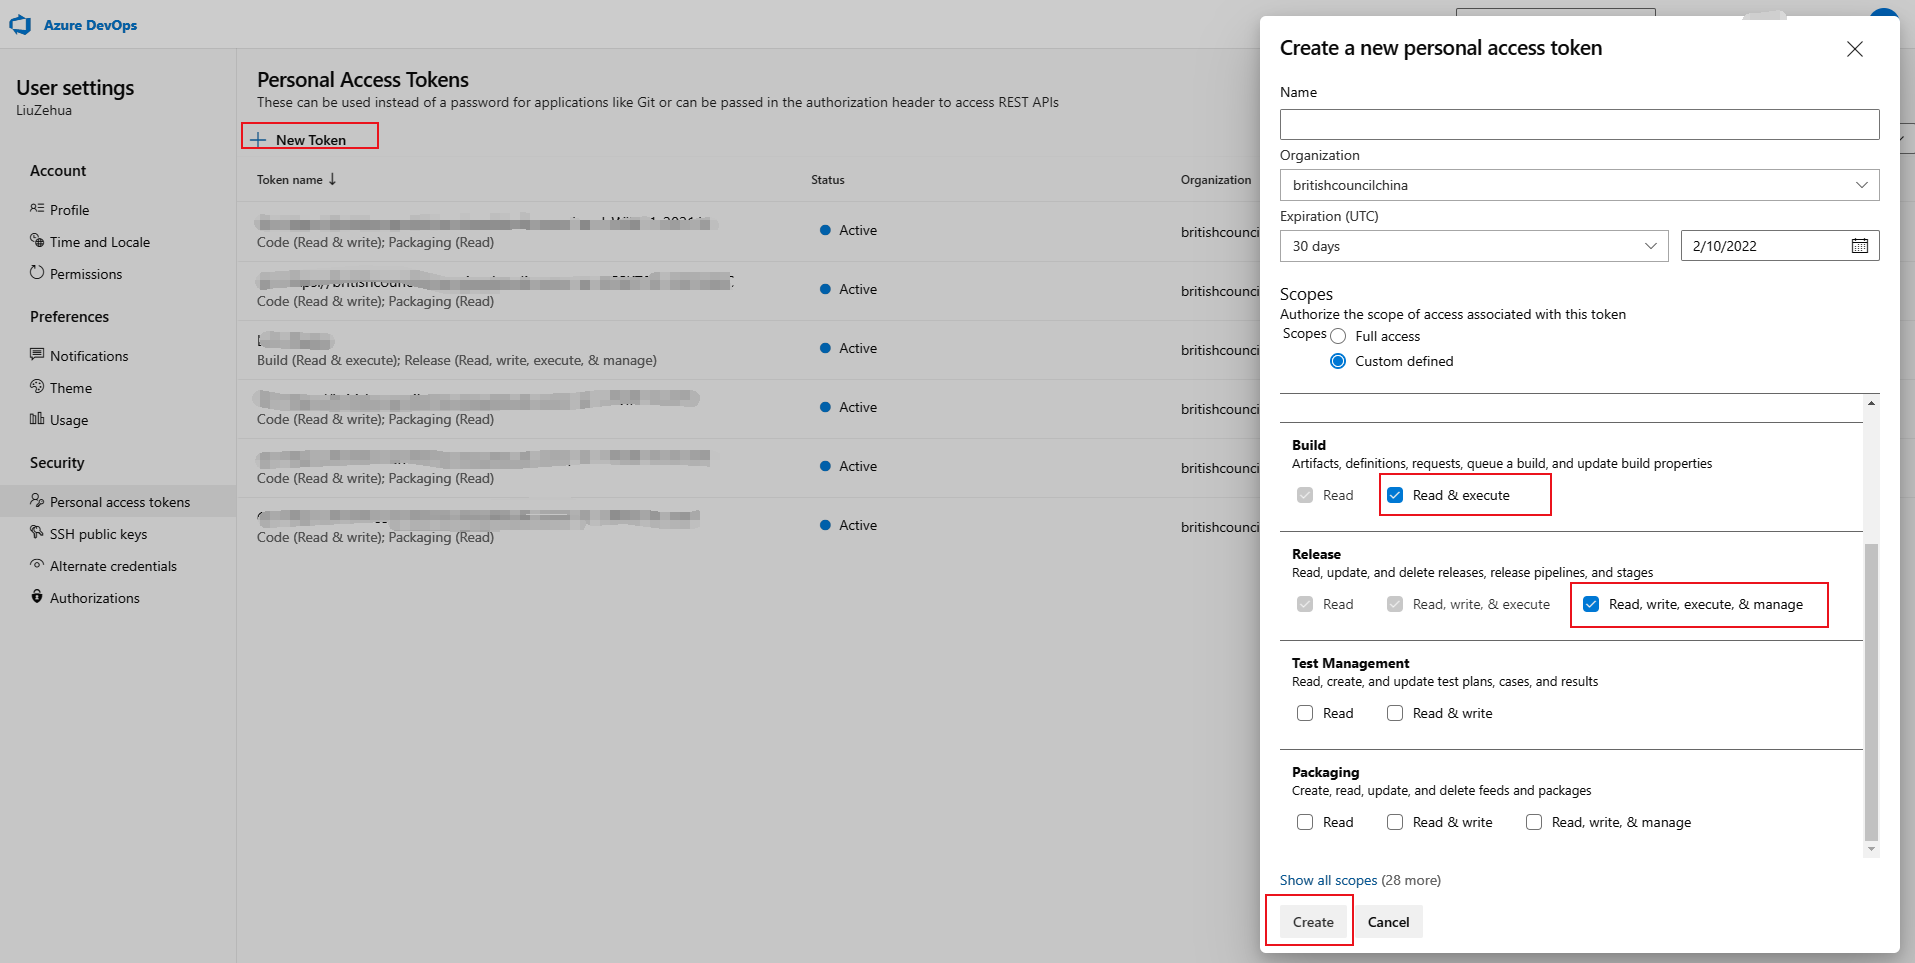 Azure DevOps
User settings
LiuZehua
Account
Profile
Time and Locale
Permissions
Preferences
Notifications
Theme
Usage
Security
Personal access tokens
SSH public keys
Alternate credentials
Authorizations
Personal Access Tokens
These can be used instead of a password for applications like Git or can be passed in the authorization header to access REST APIs
New Token
Token name Status Organization
Code (Read & write); Packaging (Read) Active britishcounci
Code (Read & write); Packaging (Read) Active britishcounci
Build (Read & execute); Release (Read, write, execute, & manage) Active britishcounci
Code (Read & write); Packaging (Read) Active britishcounci
Code (Read & write); Packaging (Read) Active britishcounci
Code (Read & write); Packaging (Read) Active britishcounci
Create a new personal access token
Name
Organization
britishcouncilchina
Expiration (UTC)
30 days 2/10/2022
Scopes
Authorize the scope of access associated with this token
Scopes Full access
Custom defined
Build
Artifacts, definitions, requests, queue a build, and update build properties
Read Read & execute
Release
Read, update, and delete releases, release pipelines, and stages
Read Read, write, & execute Read, write, execute, & manage
Test Management
Read, create, and update test plans, cases, and results
Read Read & write
Packaging
Create, read, update, and delete feeds and packages
Read Read & write Read, write, & manage
Show all scopes (28 more)
Create Cancel